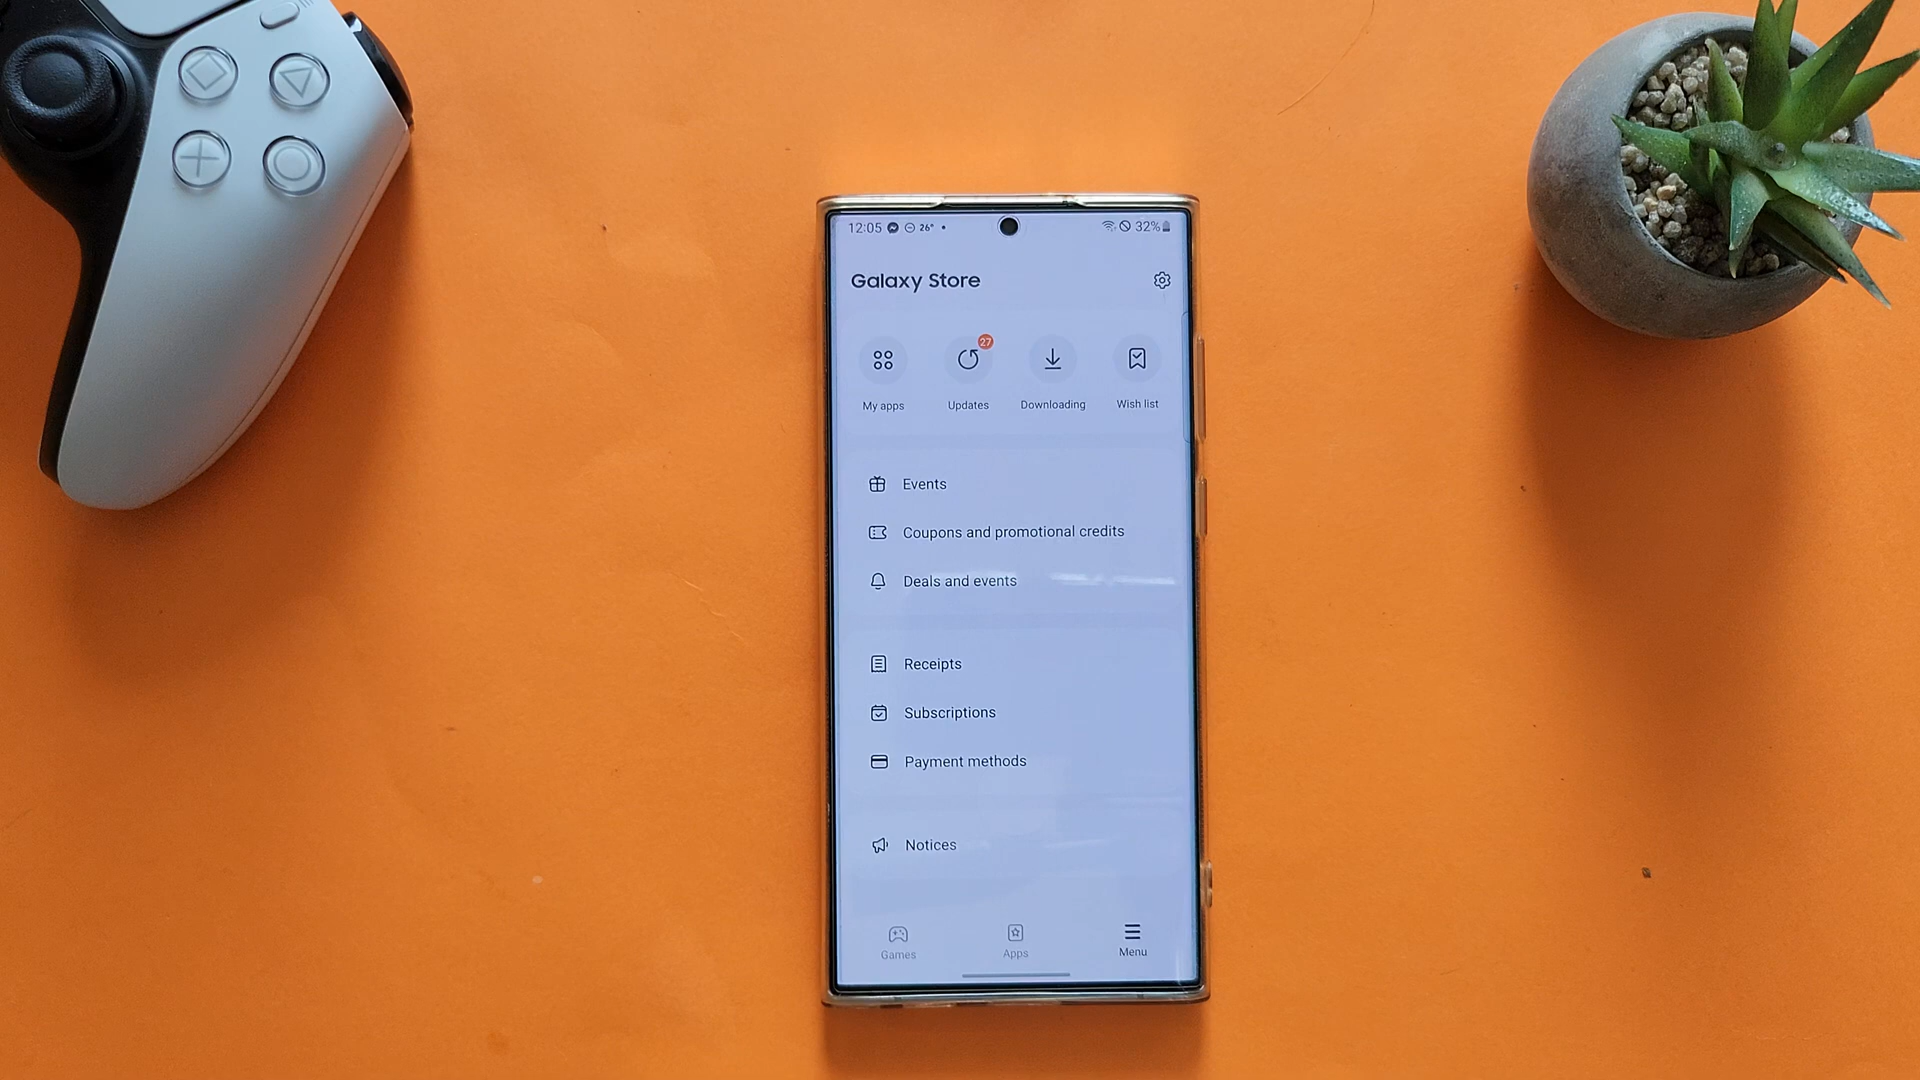 12:05 26° 32%
Galaxy Store
27
My apps Updates Downloading Wish list
Events
Coupons and promotional credits
Deals and events
Receipts
Subscriptions
Payment methods
Notices
Games Apps Menu